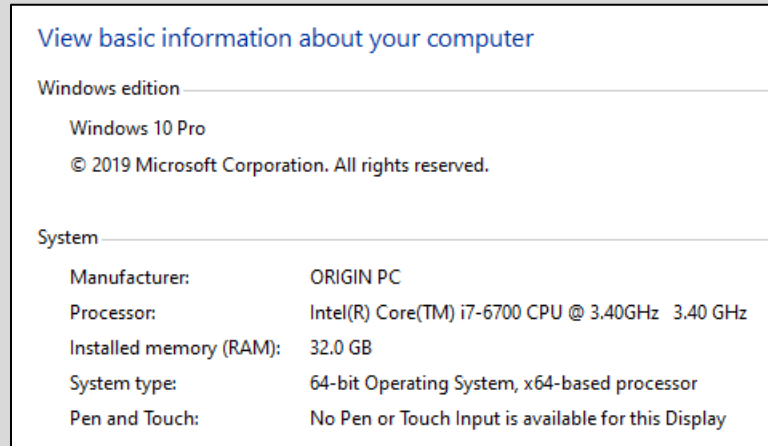 View basic information about your computer
Windows edition
Windows 10 Pro
© 2019 Microsoft Corporation. All rights reserved.
System
Manufacturer: ORIGIN PC
Processor: Intel(R) Core(TM) i7-6700 CPU @ 3.40GHz 3.40 GHz
Installed memory (RAM): 32.0 GB
System type: 64-bit Operating System, x64-based processor
Pen and Touch: No Pen or Touch Input is available for this Display